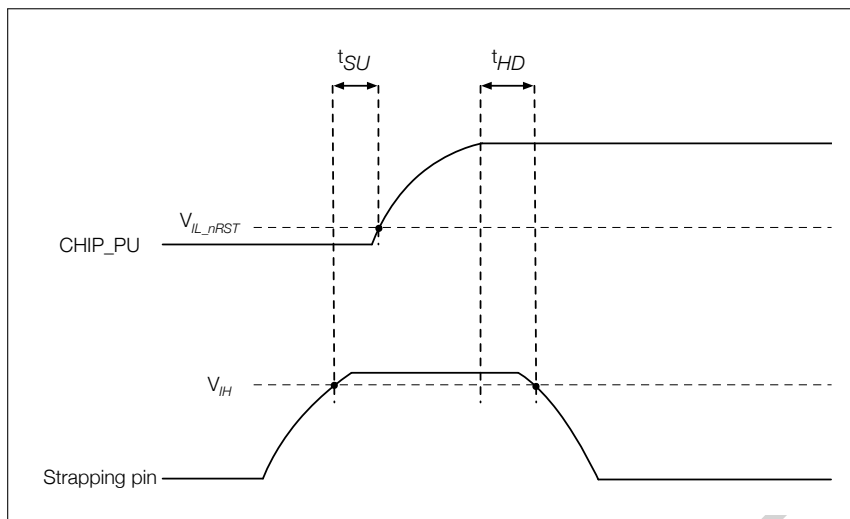 tSU
tHD
VIL_nRST
CHIP_PU
VIH
Strapping pin